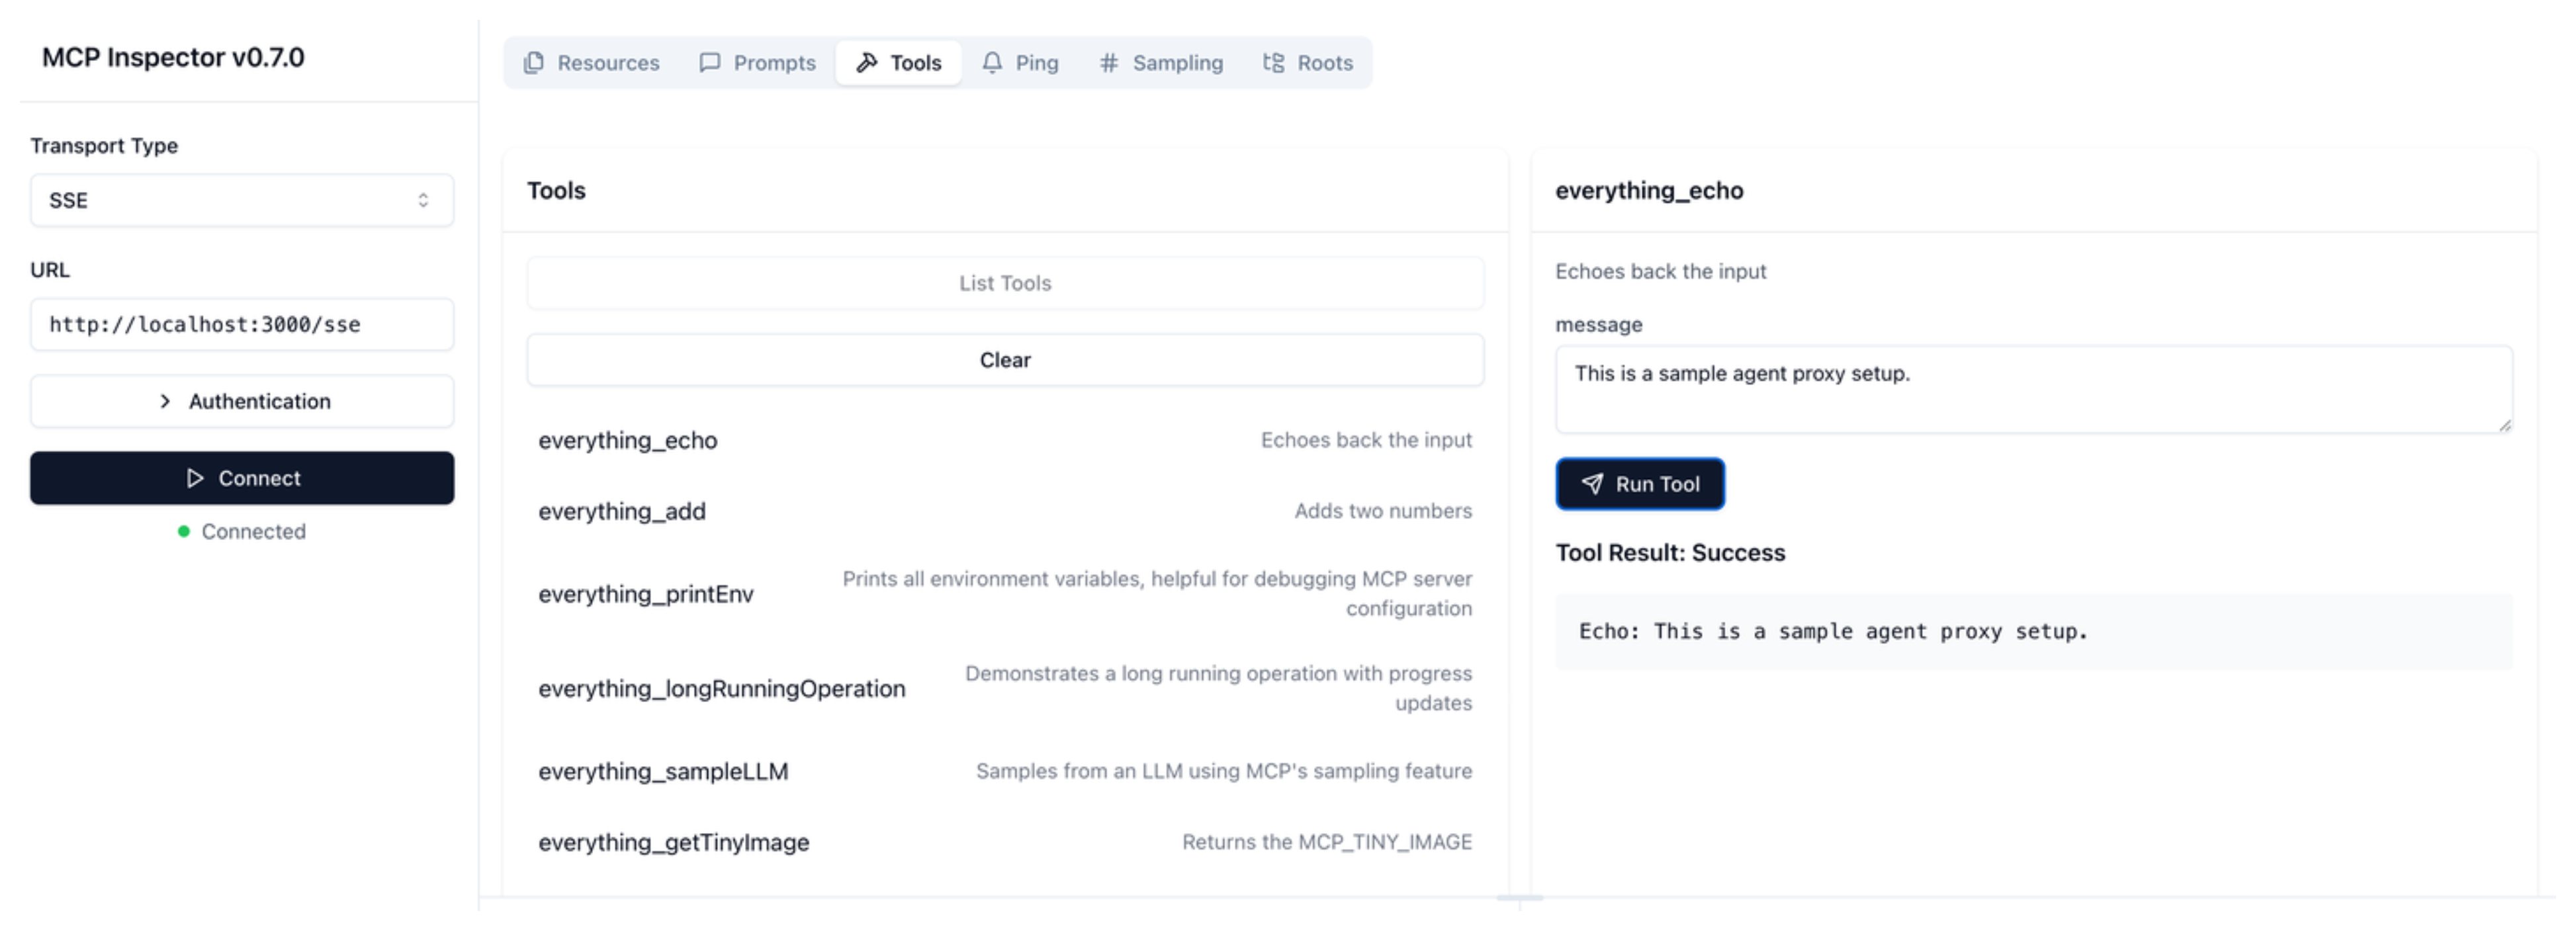 MCP Inspector v0.7.0
Transport Type
SSE
URL
http://localhost:3000/sse
Authentication
Connect
Connected
Resources
Prompts
Tools
Ping
Sampling
Roots
Tools
List Tools
Clear
everything_echo
Echoes back the input
everything_add
Adds two numbers
everything_printEnv
Prints all environment variables, helpful for debugging MCP server
configuration
everything_longRunningOperation
Demonstrates a long running operation with progress
updates
everything_sampleLLM
Samples from an LLM using MCP's sampling feature
everything_getTinyImage
Returns the MCP_TINY_IMAGE
everything_echo
Echoes back the input
message
This is a sample agent proxy setup.
Run Tool
Tool Result: Success
Echo: This is a sample agent proxy setup.